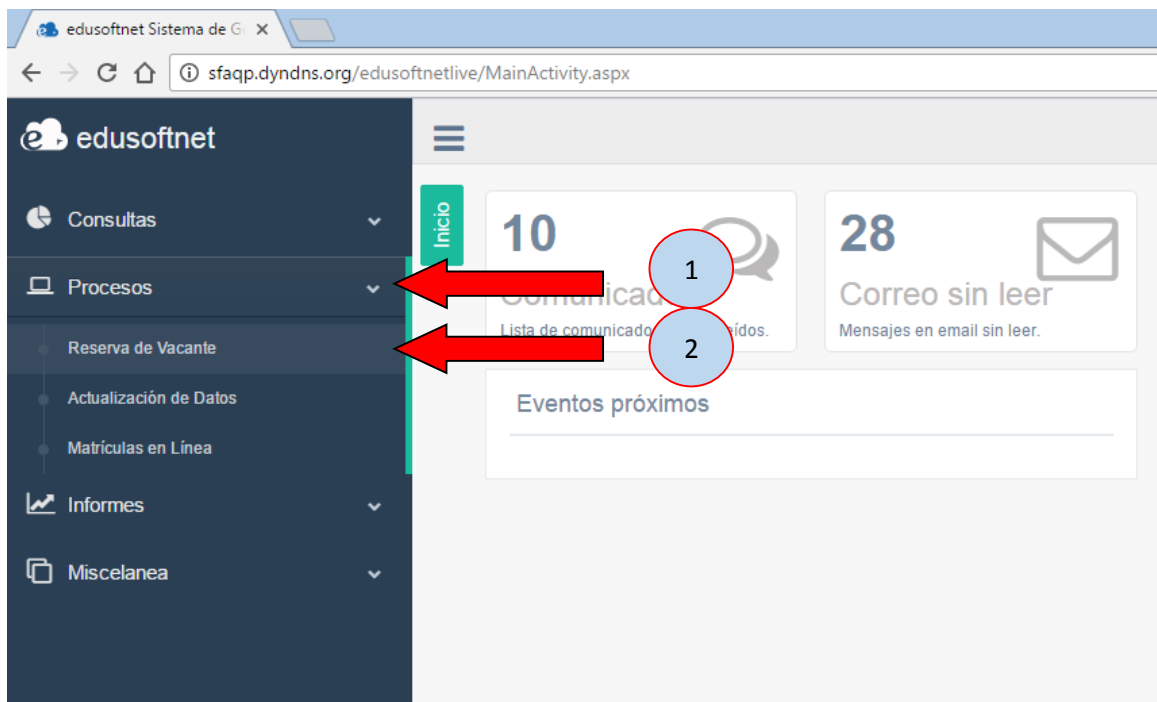 edusoftnet Sistema de G
sfaqp.dyndns.org/edusoftnetlive/MainActivity.aspx
edusoftnet
Consultas
Procesos
Reserva de Vacante
Actualización de Datos
Matrículas en Línea
Informes
Miscelanea
Inicio
10
Lista de comunicado
28
Correo sin leer
Mensajes en email sin leer.
1
2
Eventos próximos